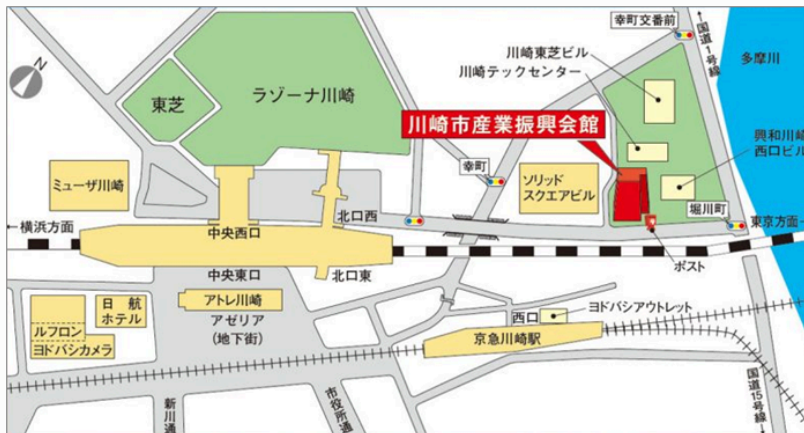 N
幸町交番前
国道1号線
多摩川
川崎東芝ビル
川崎テックセンター
東芝
ラゾーナ川崎
川崎市産業振興会館
興和川崎
西口ビル
幸町
ミューザ川崎
ソリッド
スクエアビル
堀川町
北口西
←横浜方面
中央西口
東京方面→
ポスト
中央東口
北口東
日航
ホテル
アトレ川崎
アゼリア
(地下街)
ルフロン
ヨドバシカメラ
西口
ヨドバシアウトレット
京急川崎駅
新川通
市役所通
国道15号線